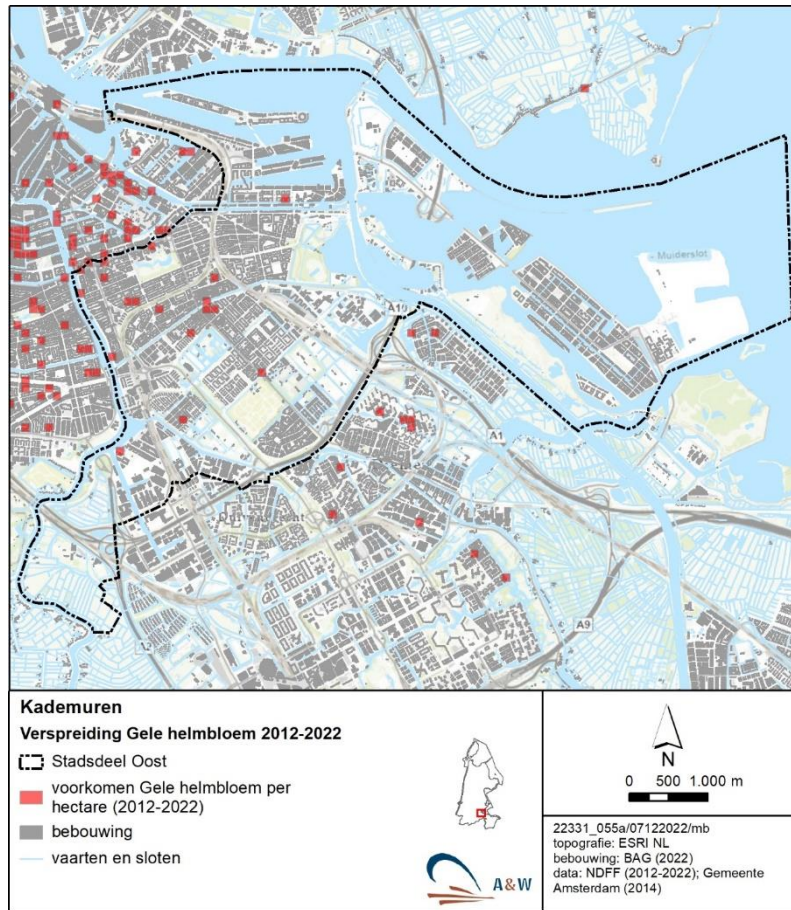 Muiderslot
A10
A1
A2
A9
Kademuren
Verspreiding Gele helmbloem 2012-2022
Stadsdeel Oost
voorkomen Gele helmbloem per
hectare (2012-2022)
bebouwing
vaarten en sloten
A&W
N
0 500 1.000 m
22331_055a/07122022/mb
topografie: ESRI NL
bebouwing: BAG (2022)
data: NDFF (2012-2022); Gemeente
Amsterdam (2014)